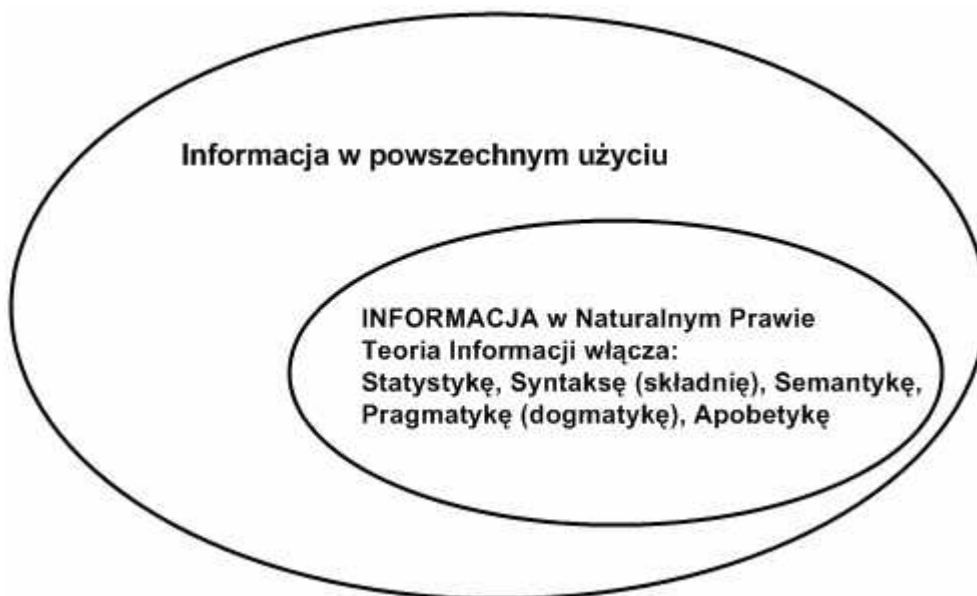 Informacja w powszechnym użyciu
INFORMACJA w Naturalnym Prawie
Teoria Informacji włącza:
Statystykę, Syntaksę (składnię), Semantykę,
Pragmatykę (dogmatykę), Apobetykę